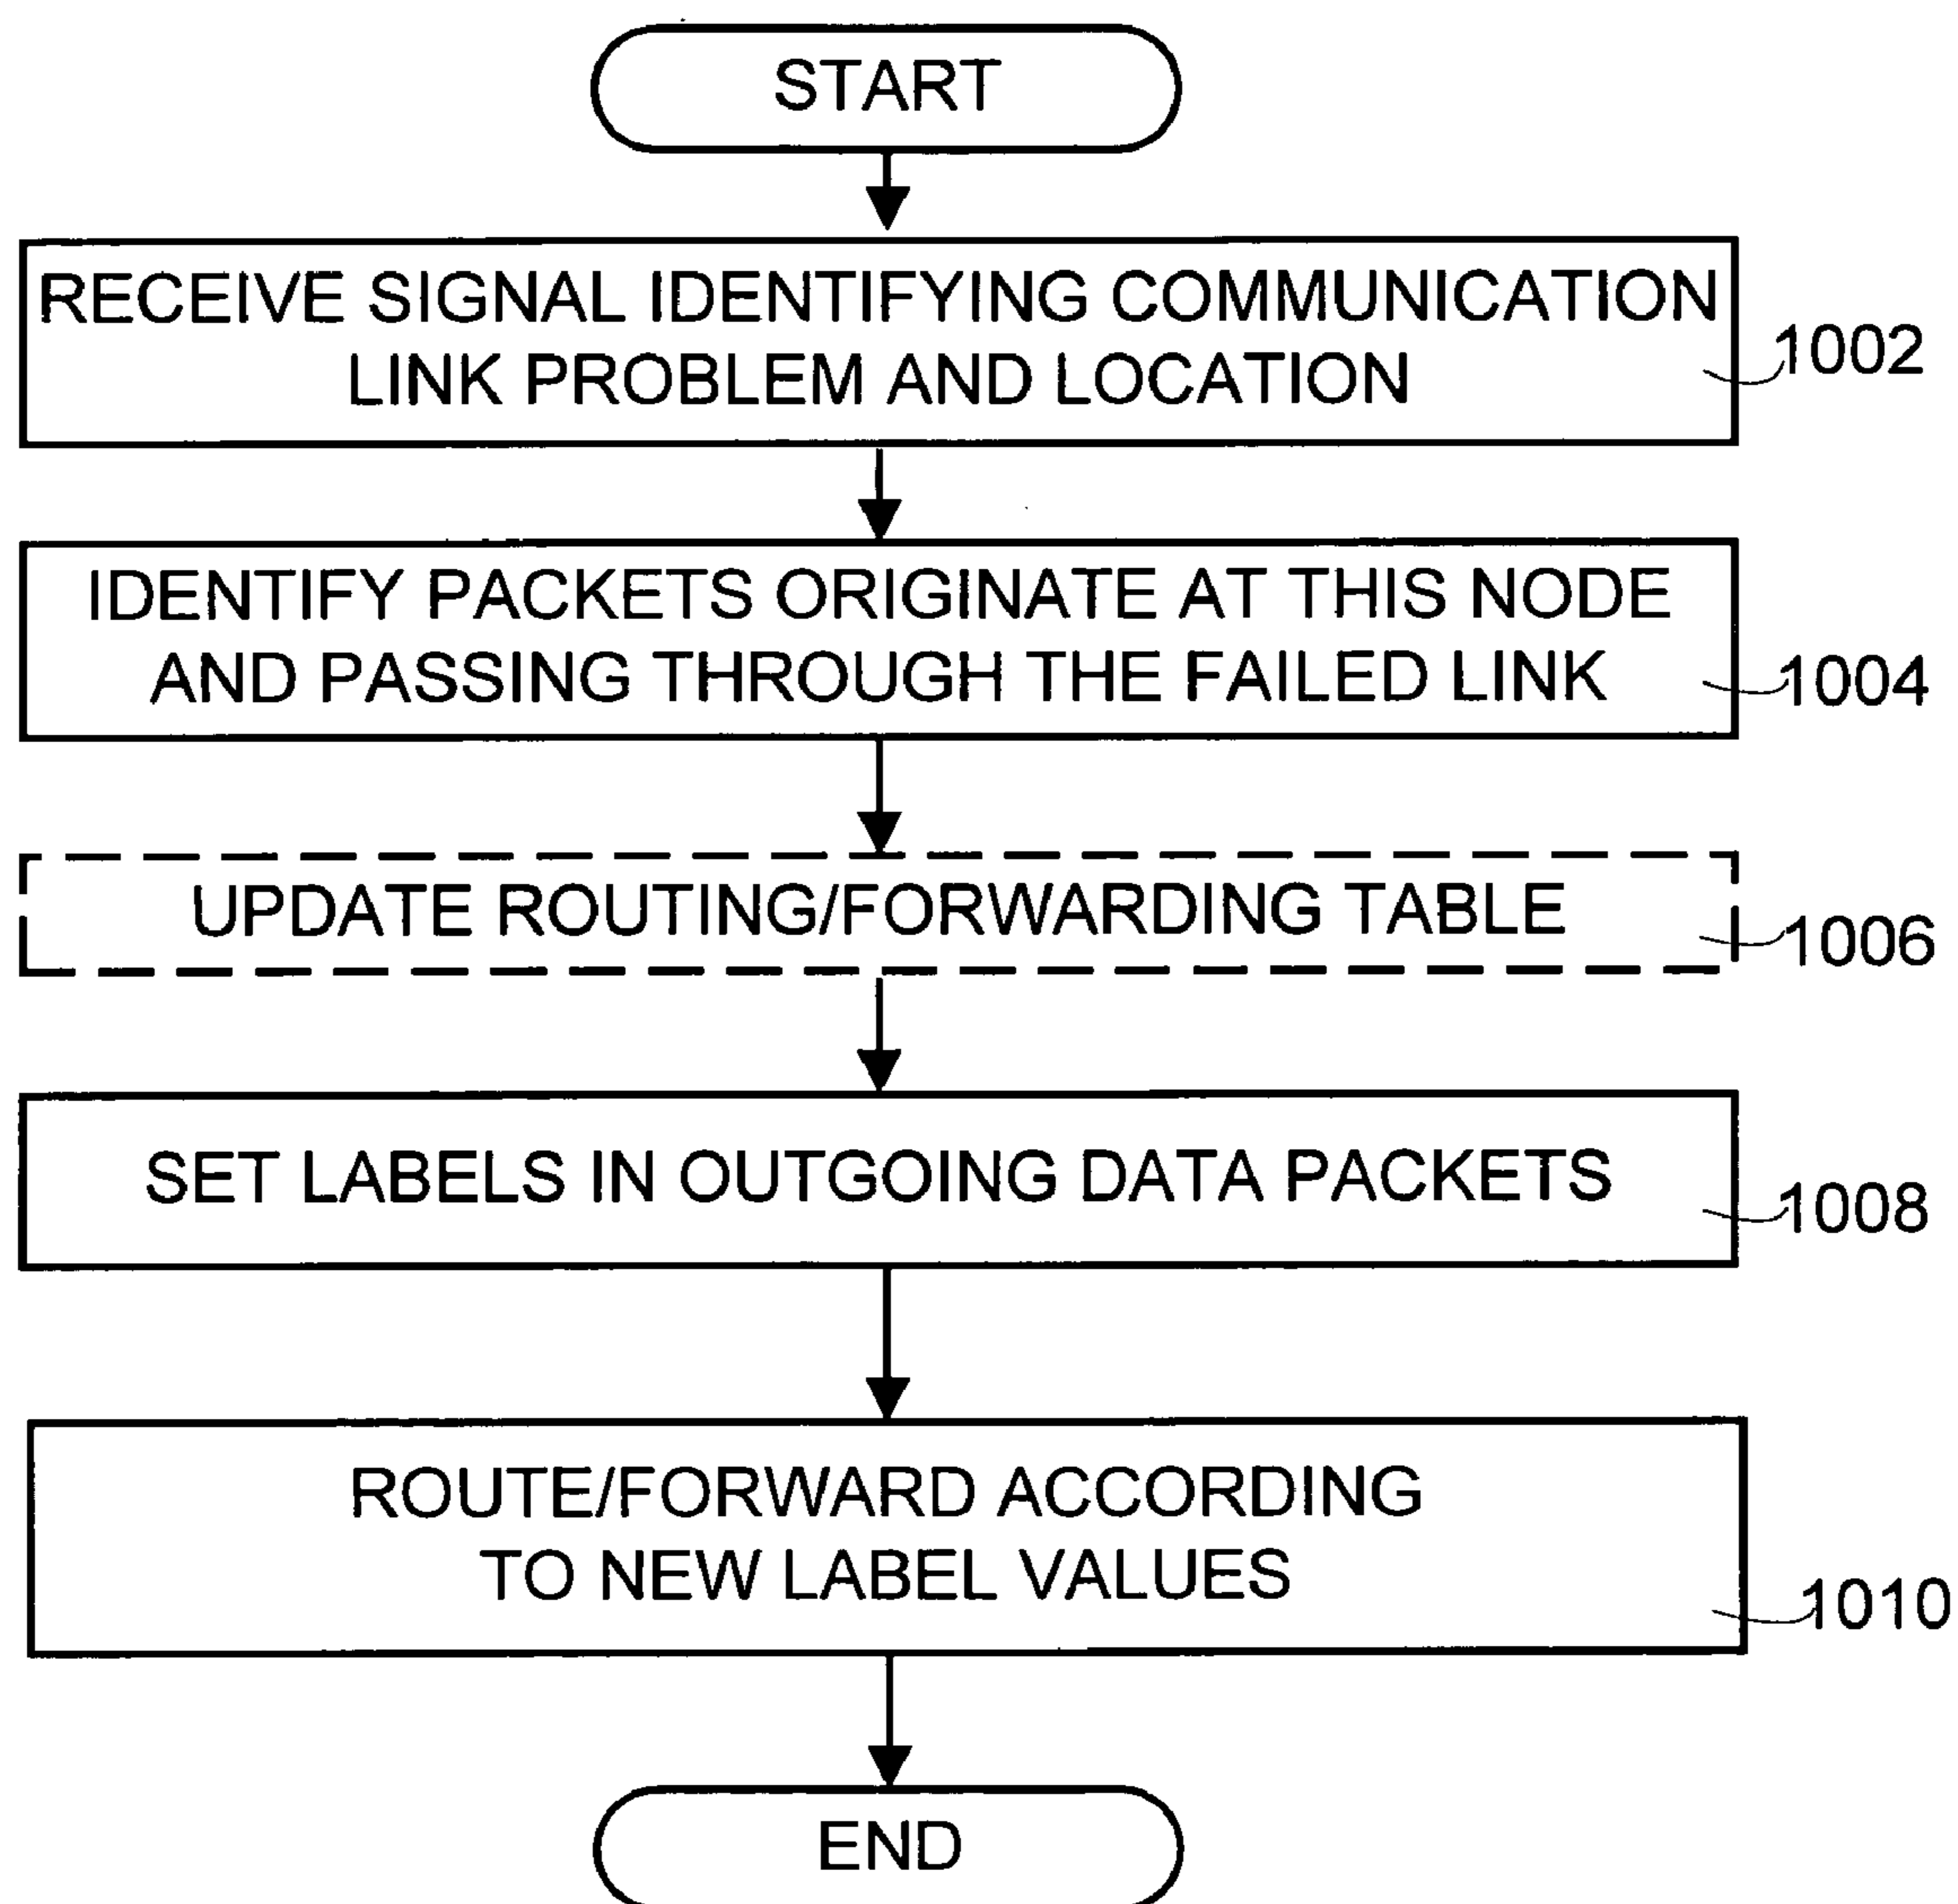 START
RECEIVE SIGNAL IDENTIFYING COMMUNICATION
LINK PROBLEM AND LOCATION
1002
IDENTIFY PACKETS ORIGINATE AT THIS NODE
AND PASSING THROUGH THE FAILED LINK
1004
UPDATE ROUTING/FORWARDING TABLE
1006
SET LABELS IN OUTGOING DATA PACKETS
1008
ROUTE/FORWARD ACCORDING
TO NEW LABEL VALUES
1010
END